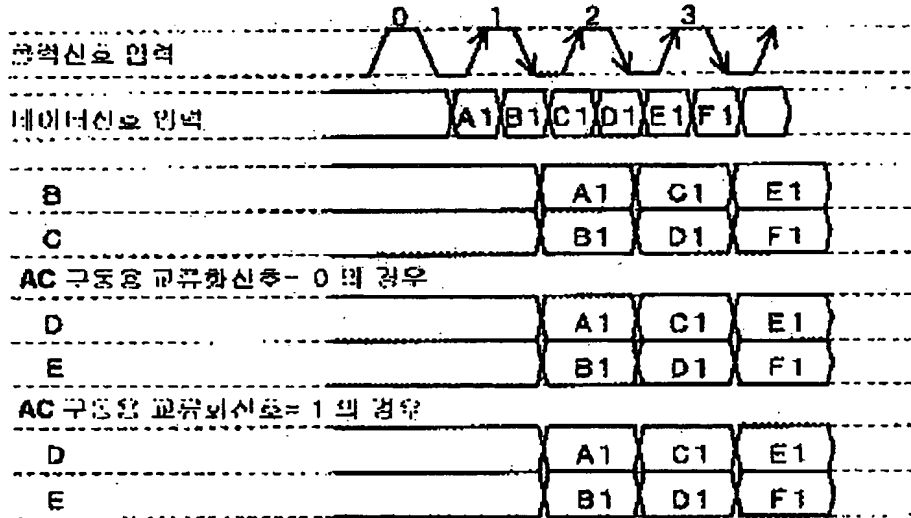 0 1 2 3
클럭신호 입력
데이터신호 입력 A1 B1 C1 D1 E1 F1
B A1 C1 E1
C B1 D1 F1
AC 구동용 교류화신호= 0 의 경우
D A1 C1 E1
E B1 D1 F1
AC 구동용 교류화신호= 1 의 경우
D A1 C1 E1
E B1 D1 F1